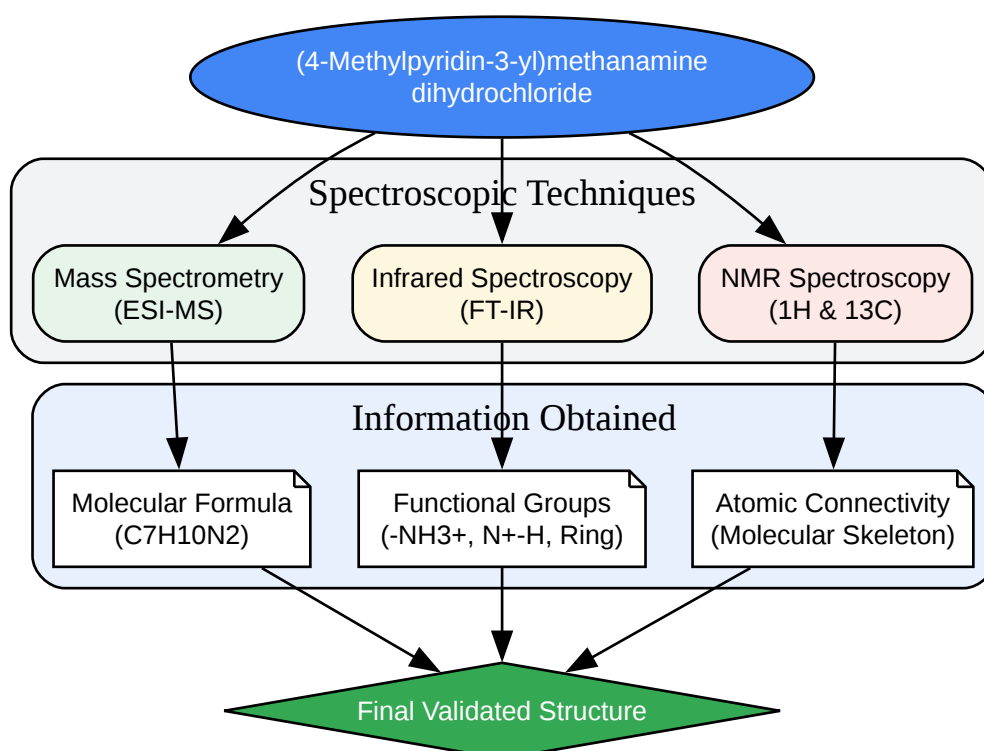 (4-Methylpyridin-3-yl)methanamine
dihydrochloride
Spectroscopic Techniques
Mass Spectrometry
(ESI-MS)
Infrared Spectroscopy
(FT-IR)
NMR Spectroscopy
(1H & 13C)
Information Obtained
Molecular Formula
(C7H10N2)
Functional Groups
(-NH3+, N+-H, Ring)
Atomic Connectivity
(Molecular Skeleton)
Final Validated Structure